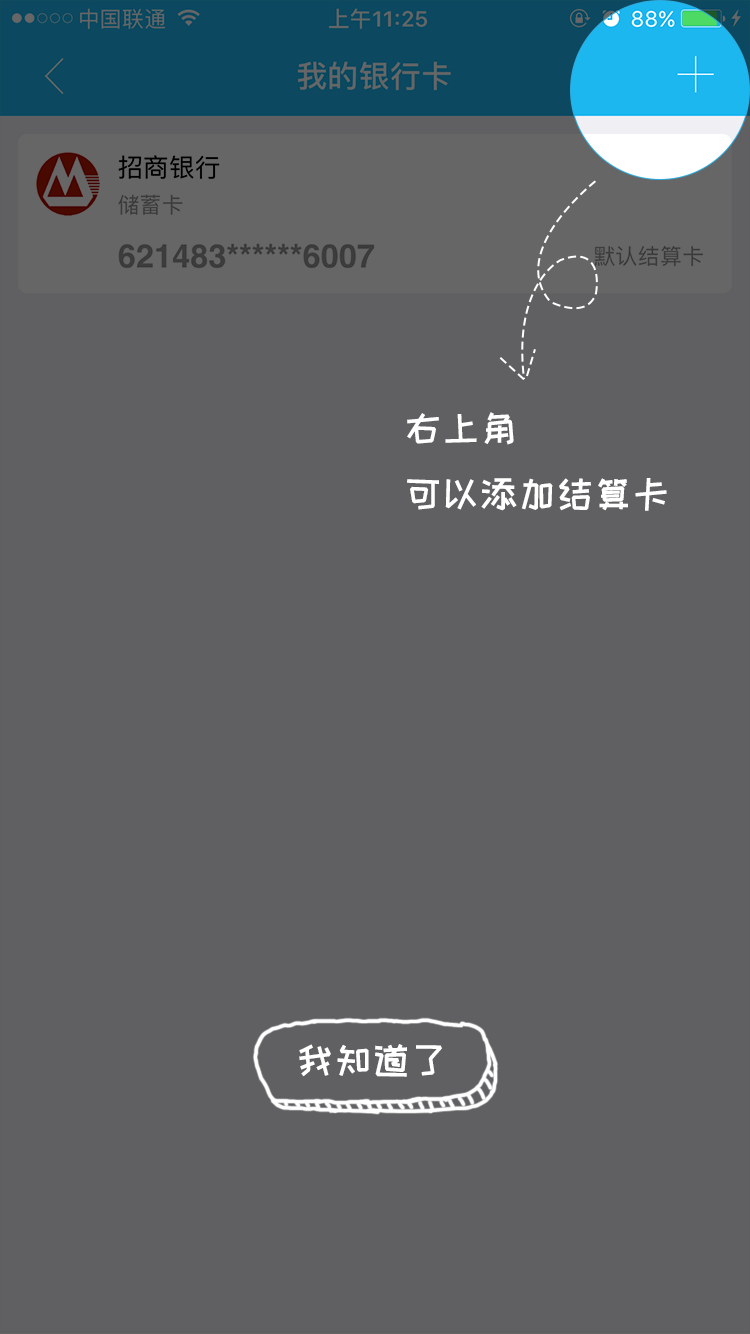 中国联通 上午11:25 88%
我的银行卡
招商银行
储蓄卡
621483******6007 默认结算卡
右上角
可以添加结算卡
我知道了